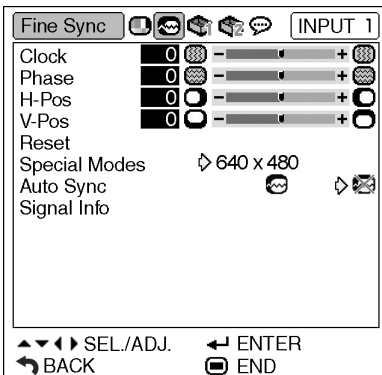 Fine Sync INPUT 1
Clock 0 - +
Phase 0 - +
H-Pos 0 - +
V-Pos 0 - +
Reset
Special Modes 640 x 480
Auto Sync
Signal Info
SEL./ADJ. ENTER
BACK END